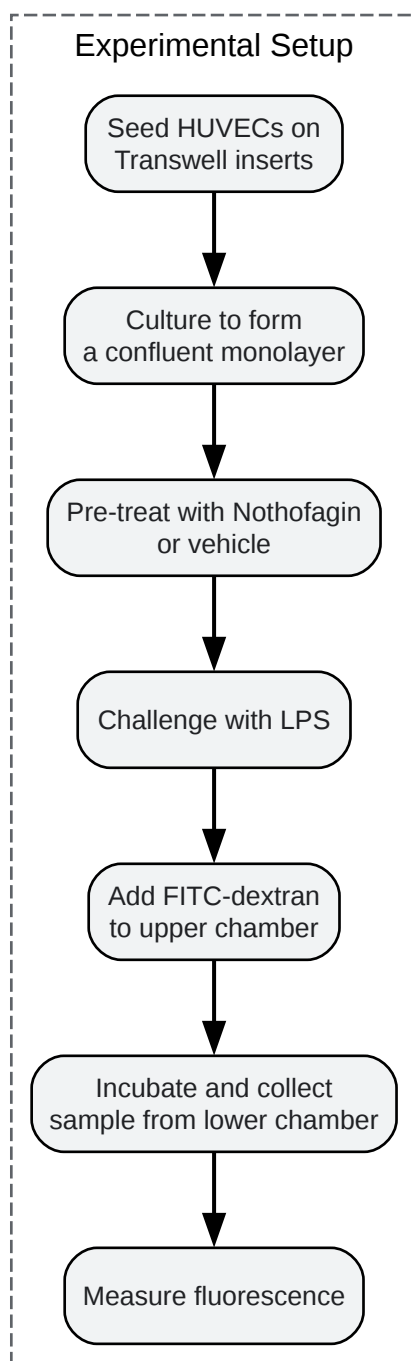 Experimental Setup
Seed HUVECs on
Transwell inserts
Culture to form
a confluent monolayer
Pre-treat with Nothofagin
or vehicle
Challenge with LPS
Add FITC-dextran
to upper chamber
Incubate and collect
sample from lower chamber
Measure fluorescence